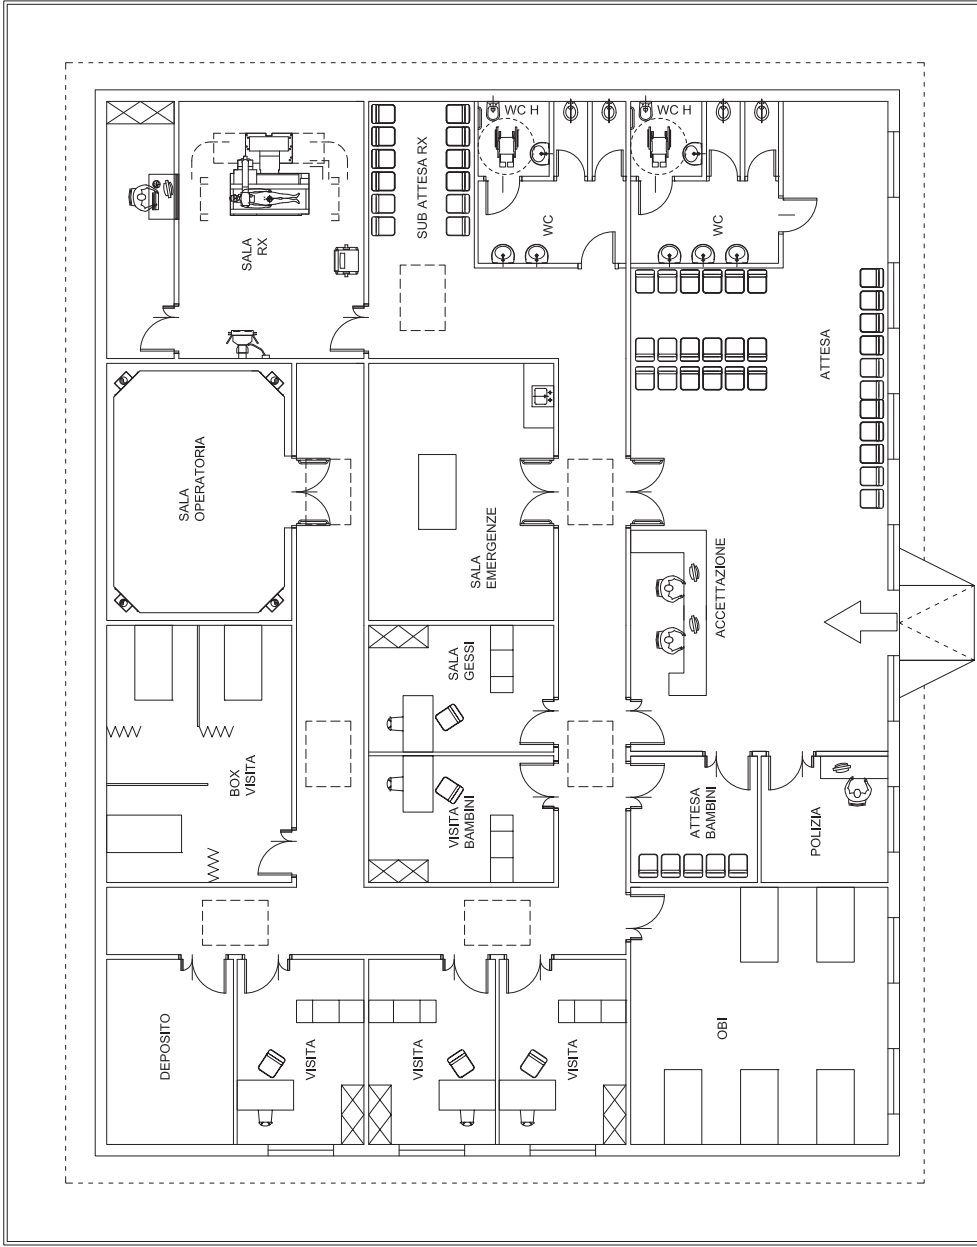 WC H
WC H
SUB ATTESA RX
WC
WC
SALA
RX
ATTESA
SALA
OPERATORIA
SALA
EMERGENZE
ACCETTAZIONE
SALA
GESSI
BOX
VISITA
VISITA
BAMBINI
ATTESA
BAMBINI
POLIZIA
DEPOSITO
VISITA
VISITA
VISITA
OBI